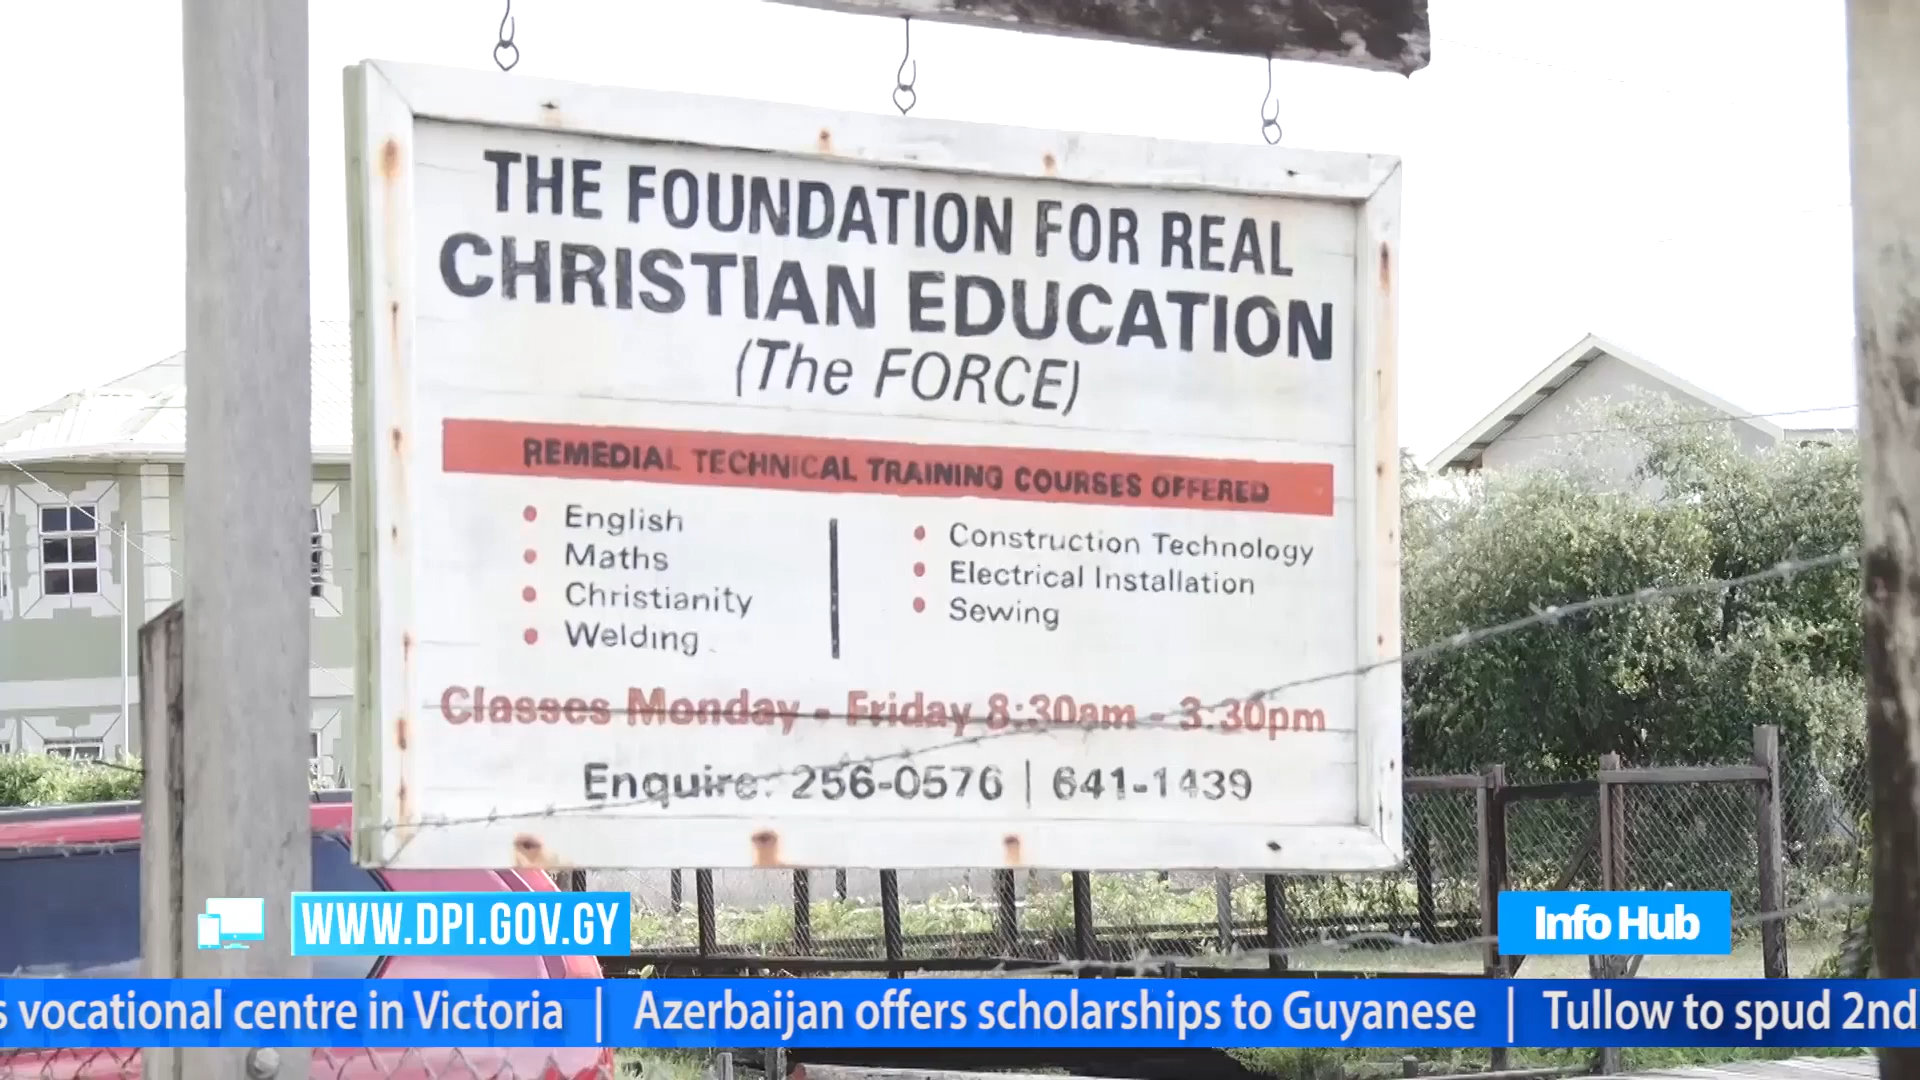 THE FOUNDATION FOR REAL
CHRISTIAN EDUCATION
(The FORCE)
REMEDIAL TECHNICAL TRAINING COURSES OFFERED
• English
• Maths
• Christianity
• Welding
• Construction Technology
• Electrical Installation
• Sewing
Classes Monday - Friday 8:30am - 3:30pm
Enquire: 256-0576 | 641-1439
WWW.DPI.GOV.GY
Info Hub
s vocational centre in Victoria | Azerbaijan offers scholarships to Guyanese | Tullow to spud 2nd